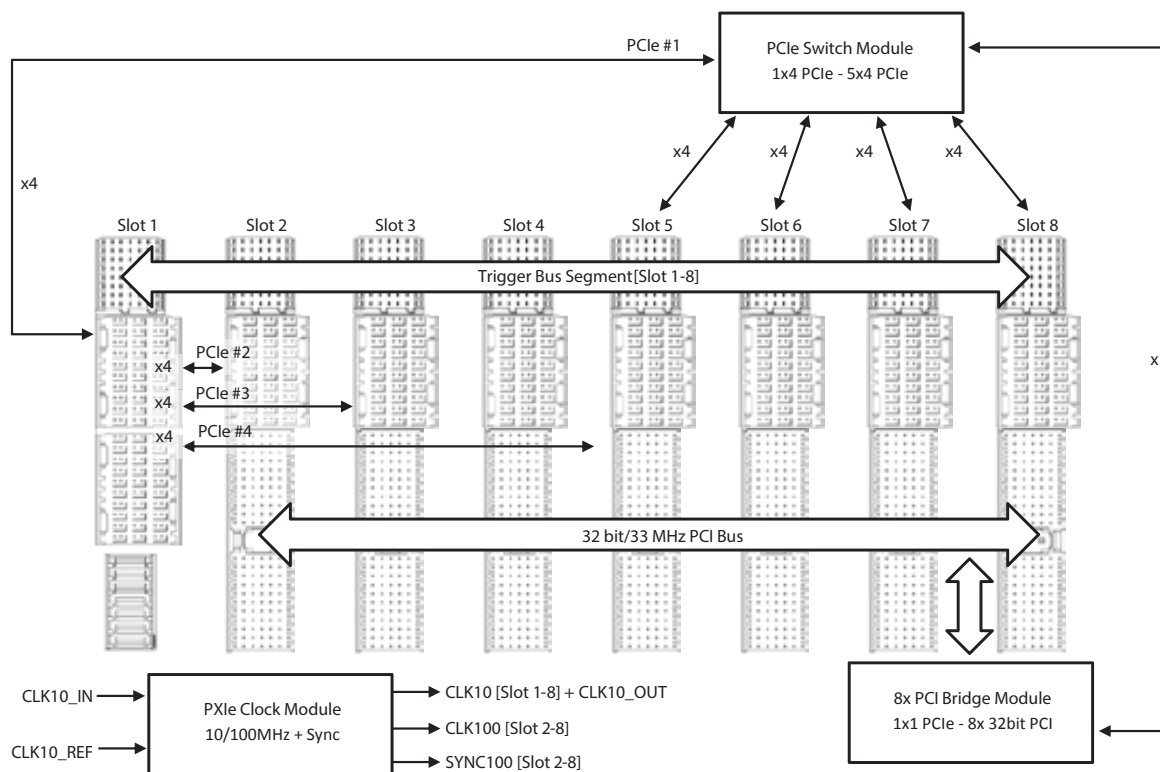 PCIe #1
PCIe Switch Module
1x4 PCIe - 5x4 PCIe
x4
x4
x4
x4
x4
Slot 1
Slot 2
Slot 3
Slot 4
Slot 5
Slot 6
Slot 7
Slot 8
Trigger Bus Segment[Slot 1-8]
PCIe #2
x4
x
PCIe #3
x4
PCIe #4
x4
32 bit/33 MHz PCI Bus
CLK10_IN
CLK10_REF
PXIe Clock Module
10/100MHz + Sync
CLK10 [Slot 1-8] + CLK10_OUT
CLK100 [Slot 2-8]
SYNC100 [Slot 2-8]
8x PCI Bridge Module
1x1 PCIe - 8x 32bit PCI